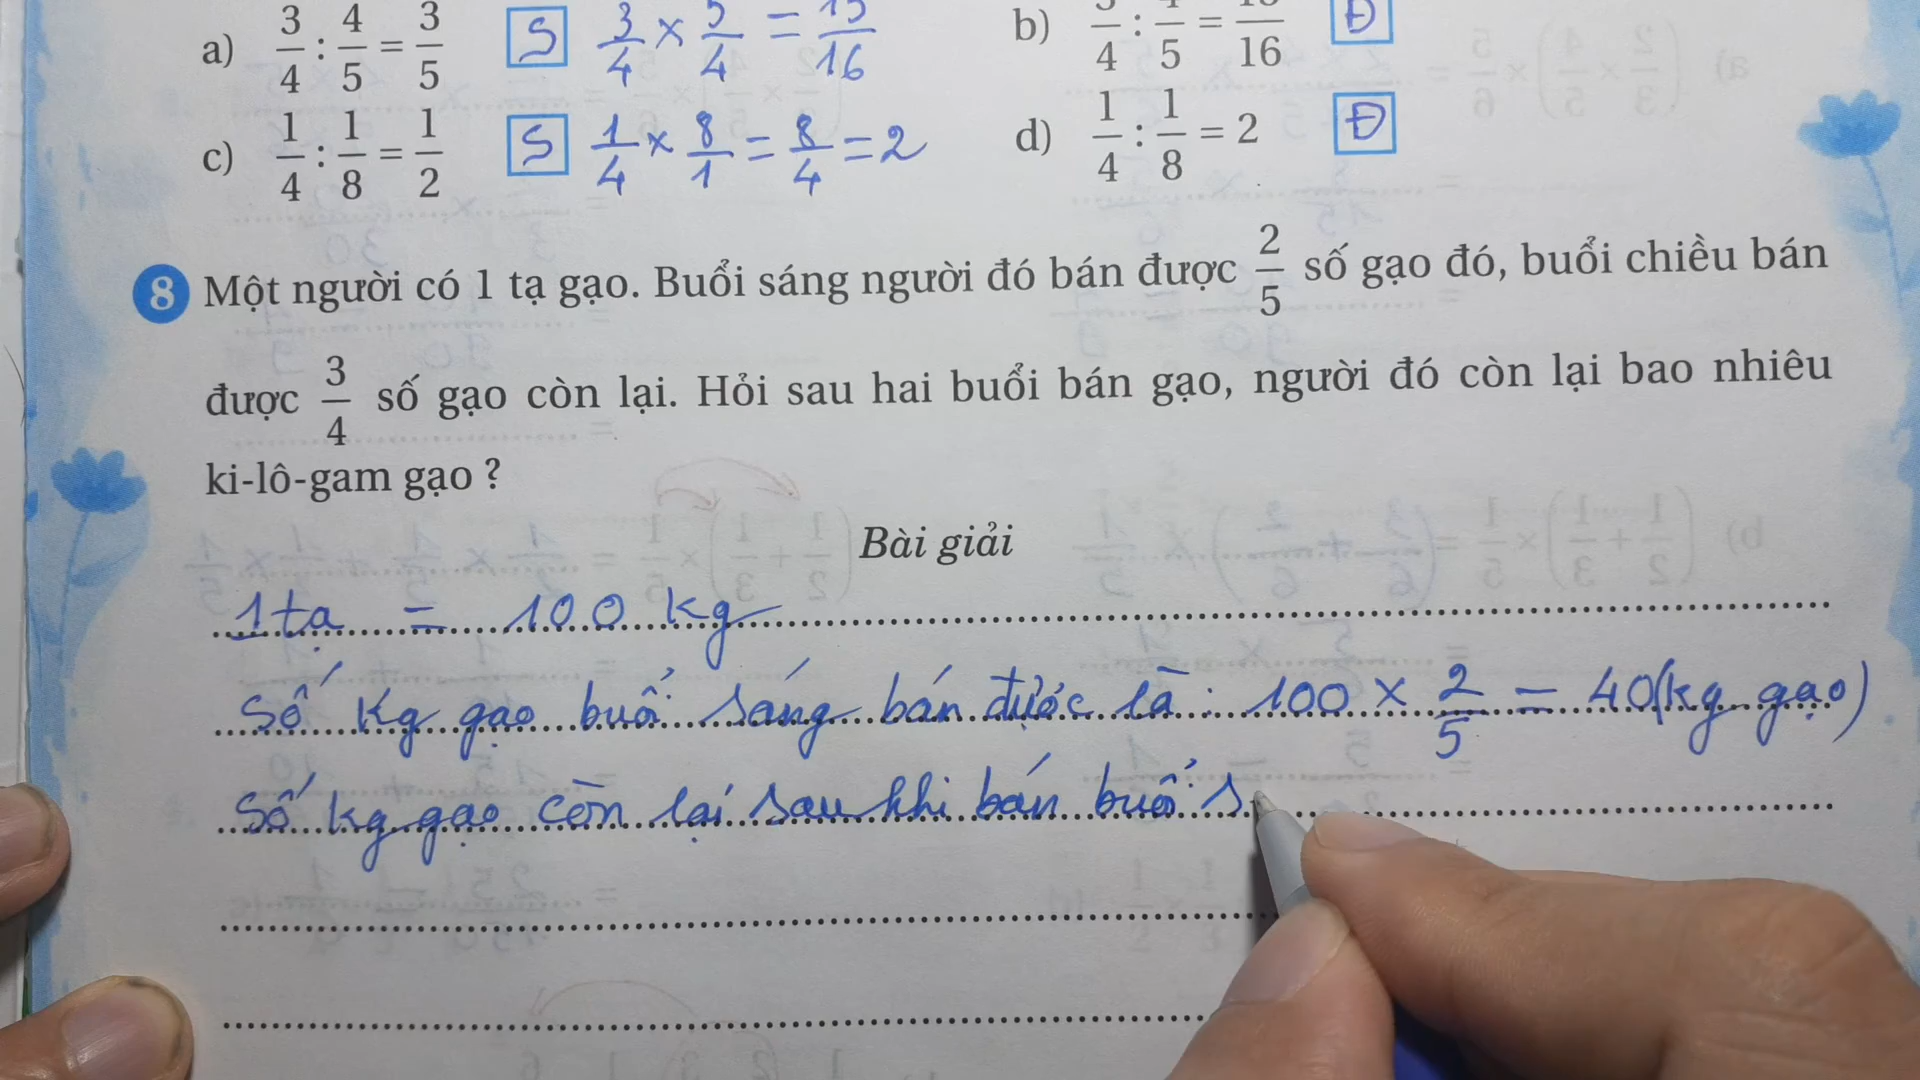 a) 3/4 : 4/5 = 3/5 S 3/4 × 5/4 = 15/16 b) 3/4 : 4/5 = 15/16 Đ
c) 1/4 : 1/8 = 1/2 S 1/4 × 8/1 = 8/4 = 2 d) 1/4 : 1/8 = 2 Đ
8 Một người có 1 tạ gạo. Buổi sáng người đó bán được 2/5 số gạo đó, buổi chiều bán
được 3/4 số gạo còn lại. Hỏi sau hai buổi bán gạo, người đó còn lại bao nhiêu
ki-lô-gam gạo ?
Bài giải
1 tạ = 100 kg
Số kg gạo buổi sáng bán được là : 100 × 2/5 = 40 (kg gạo)
Số kg gạo còn lại sau khi bán buổi s